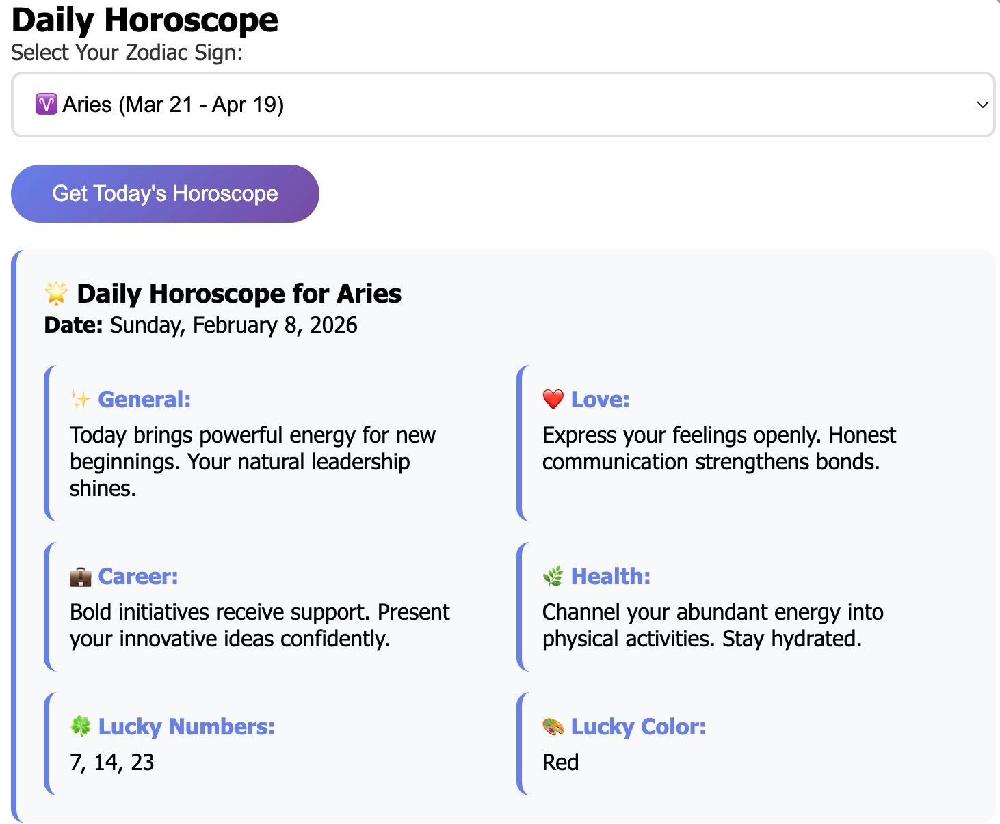 Daily Horoscope
Select Your Zodiac Sign:
♈ Aries (Mar 21 - Apr 19)
Get Today's Horoscope
🌟 Daily Horoscope for Aries
Date: Sunday, February 8, 2026
✨ General:
Today brings powerful energy for new
beginnings. Your natural leadership
shines.
❤️ Love:
Express your feelings openly. Honest
communication strengthens bonds.
💼 Career:
Bold initiatives receive support. Present
your innovative ideas confidently.
🌿 Health:
Channel your abundant energy into
physical activities. Stay hydrated.
🍀 Lucky Numbers:
7, 14, 23
🎨 Lucky Color:
Red